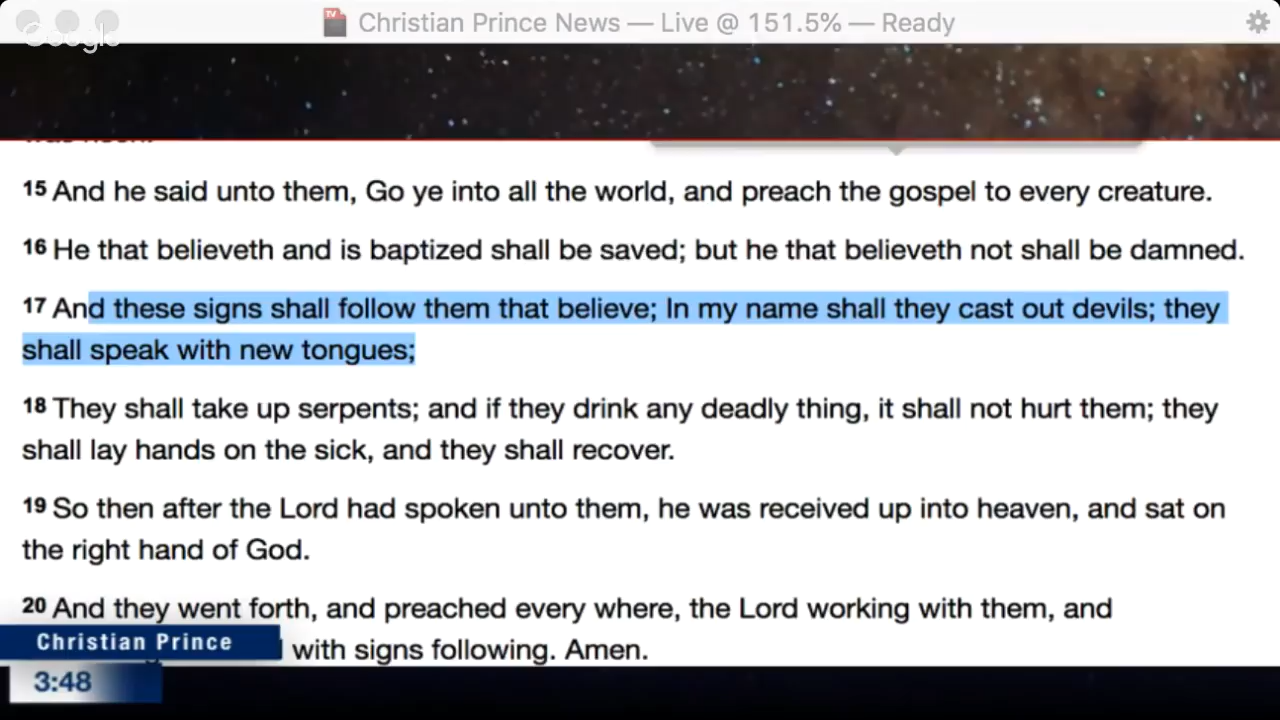 Christian Prince News — Live @ 151.5% — Ready
Google
15 And he said unto them, Go ye into all the world, and preach the gospel to every creature.
16 He that believeth and is baptized shall be saved; but he that believeth not shall be damned.
17 And these signs shall follow them that believe; In my name shall they cast out devils; they
shall speak with new tongues;
18 They shall take up serpents; and if they drink any deadly thing, it shall not hurt them; they
shall lay hands on the sick, and they shall recover.
19 So then after the Lord had spoken unto them, he was received up into heaven, and sat on
the right hand of God.
20 And they went forth, and preached every where, the Lord working with them, and
with signs following. Amen.
Christian Prince
3:48